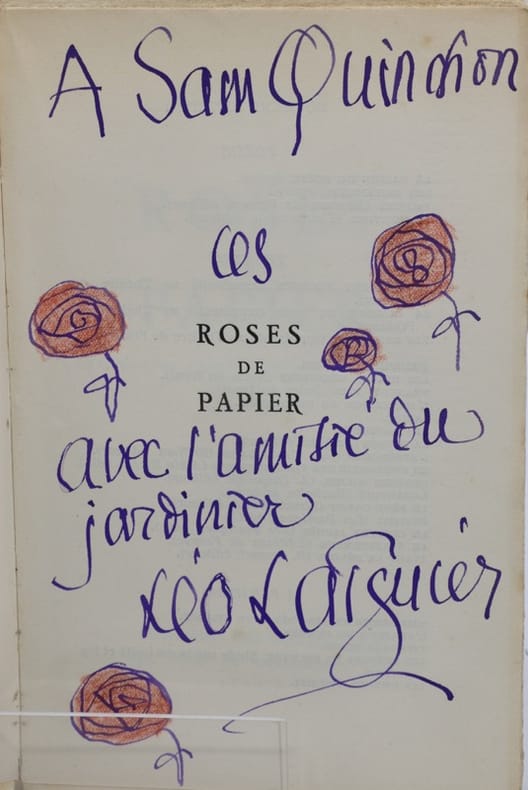 A Sam Quinchon
ces
ROSES
DE
PAPIER
avec l'amitié du
jardinier
Léo Larguier